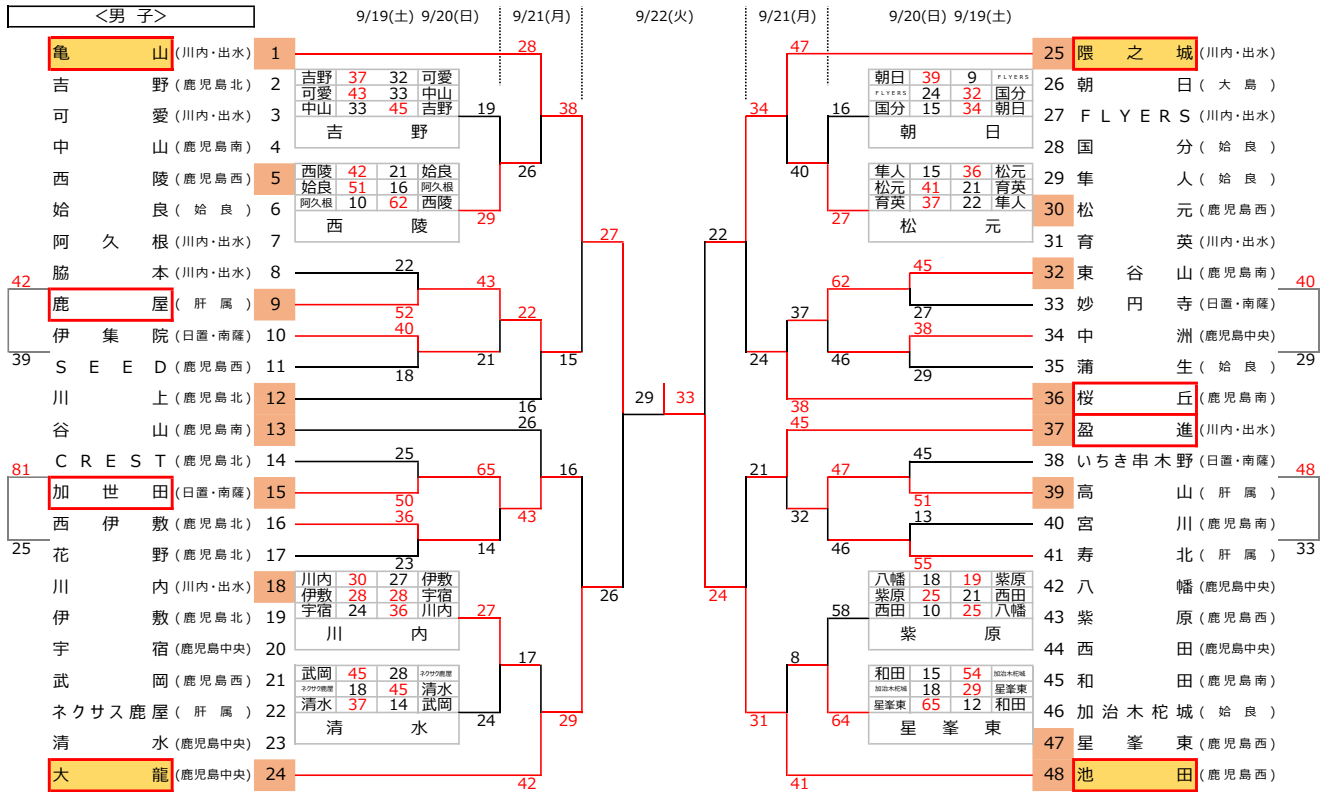 ＜男 子＞ 9/19(土) 9/20(日) 9/21(月) 9/22(火) 9/21(月) 9/20(日) 9/19(土)
亀山 (川内・出水) 1 28 47 25 隈之城 (川内・出水)
吉野 (鹿児島北) 2 吉野 37 32 可愛 朝日 39 9 FLYERS 26 朝日 (大島)
可愛 43 33 中山 FLYERS 24 32 国分
可愛 (川内・出水) 3 中山 33 45 吉野 19 38 34 16 国分 15 34 朝日 27 FLYERS (川内・出水)
吉野 朝日
中山 (鹿児島南) 4 28 国分 (姶良)
西陵 (鹿児島西) 5 西陵 42 21 姶良 26 40 隼人 15 36 松元 29 隼人 (姶良)
姶良 51 16 阿久根 松元 41 21 育英
姶良 (姶良) 6 阿久根 10 62 西陵 29 27 育英 37 22 隼人 30 松元 (鹿児島西)
西陵 松元
阿久根 (川内・出水) 7 27 22 31 育英 (川内・出水)
脇本 (川内・出水) 8 22 45 32 東谷山 (鹿児島南)
42 43 62 40
鹿屋 (肝属) 9 52 22 37 27 33 妙円寺 (日置・南薩)
伊集院 (日置・南薩) 10 40 38 34 中洲 (鹿児島中央)
39 SEED (鹿児島西) 11 18 21 15 24 46 29 35 蒲生 (姶良) 29
川上 (鹿児島北) 12 16 29 33 38 36 桜丘 (鹿児島南)
谷山 (鹿児島南) 13 26 45 37 盈進 (川内・出水)
CREST (鹿児島北) 14 25 45 38 いちき串木野 (日置・南薩)
81 65 16 21 47 48
加世田 (日置・南薩) 15 50 43 32 51 39 高山 (肝属)
西伊敷 (鹿児島北) 16 36 13 40 宮川 (鹿児島南)
25 花野 (鹿児島北) 17 23 14 46 55 41 寿北 (肝属) 33
川内 (川内・出水) 18 川内 30 27 伊敷 26 24 八幡 18 19 紫原 42 八幡 (鹿児島中央)
伊敷 28 28 宇宿 紫原 25 21 西田
伊敷 (鹿児島北) 19 宇宿 24 36 川内 27 58 西田 10 25 八幡 43 紫原 (鹿児島西)
川内 紫原
宇宿 (鹿児島中央) 20 17 8 44 西田 (鹿児島中央)
武岡 (鹿児島西) 21 武岡 45 28 ネクサク鹿屋 和田 15 54 加治木柁城 45 和田 (鹿児島南)
ネクサク鹿屋 18 45 清水 加治木柁城 18 29 星峯東
ネクサス鹿屋 (肝属) 22 清水 37 14 武岡 24 29 31 64 星峯東 65 12 和田 46 加治木柁城 (姶良)
清水 星峯東
清水 (鹿児島中央) 23 47 星峯東 (鹿児島西)
大龍 (鹿児島中央) 24 42 41 48 池田 (鹿児島西)